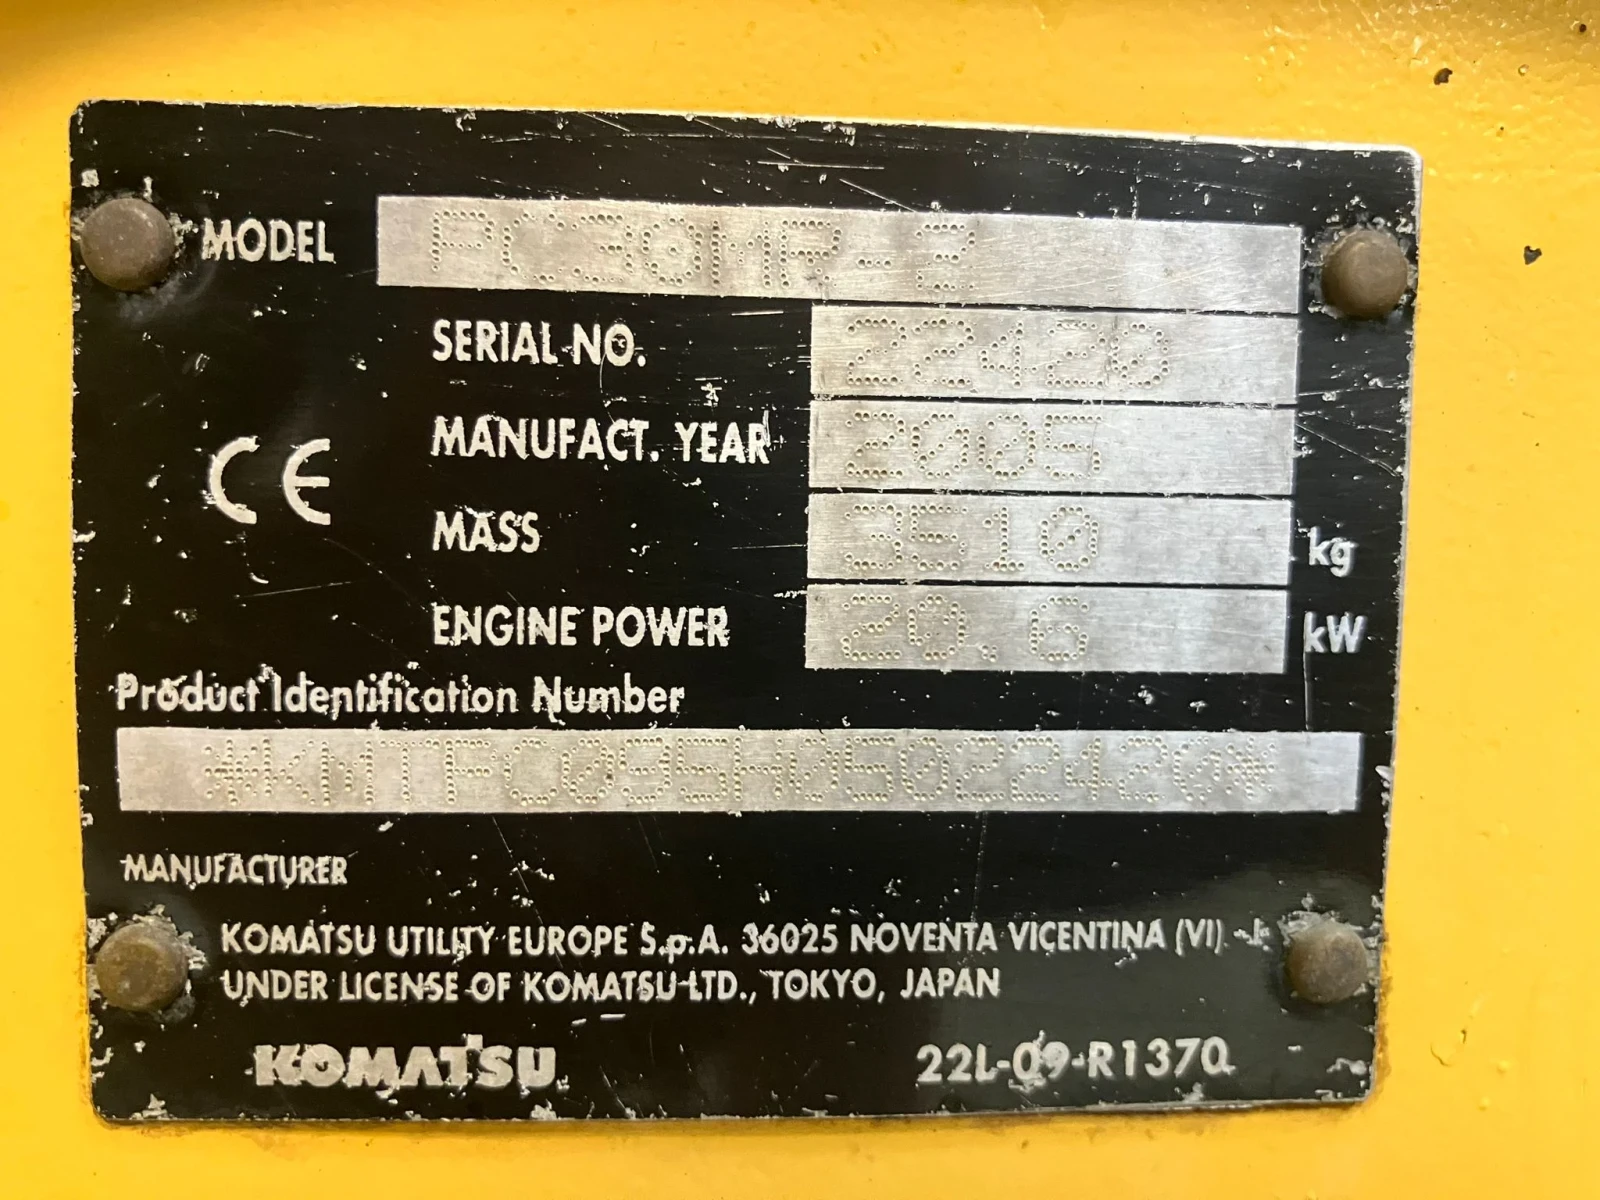 MODEL PC30MR-2
SERIAL NO. 22420
MANUFACT. YEAR 2005
MASS 3510 kg
ENGINE POWER 20.6 kW
CE
Product Identification Number
*KMTPC095H05022420*
MANUFACTURER
KOMATSU UTILITY EUROPE S.p.A. 36025 NOVENTA VICENTINA (VI) - I
UNDER LICENSE OF KOMATSU LTD., TOKYO, JAPAN
KOMATSU 22L-09-R1370